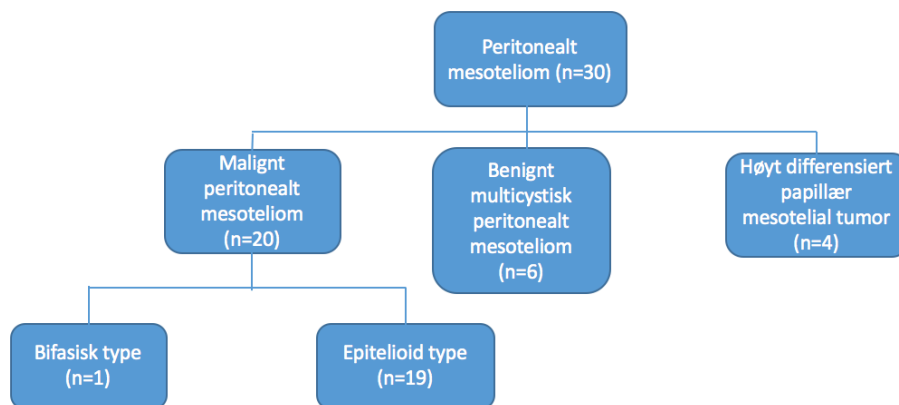 Peritonealt
mesoteliom (n=30)
Malignt
peritonealt
mesoteliom
(n=20)
Benignt
multicystisk
peritonealt
mesoteliom
(n=6)
Høyt differensiert
papillær
mesotelial tumor
(n=4)
Bifasisk type
(n=1)
Epitelioid type
(n=19)